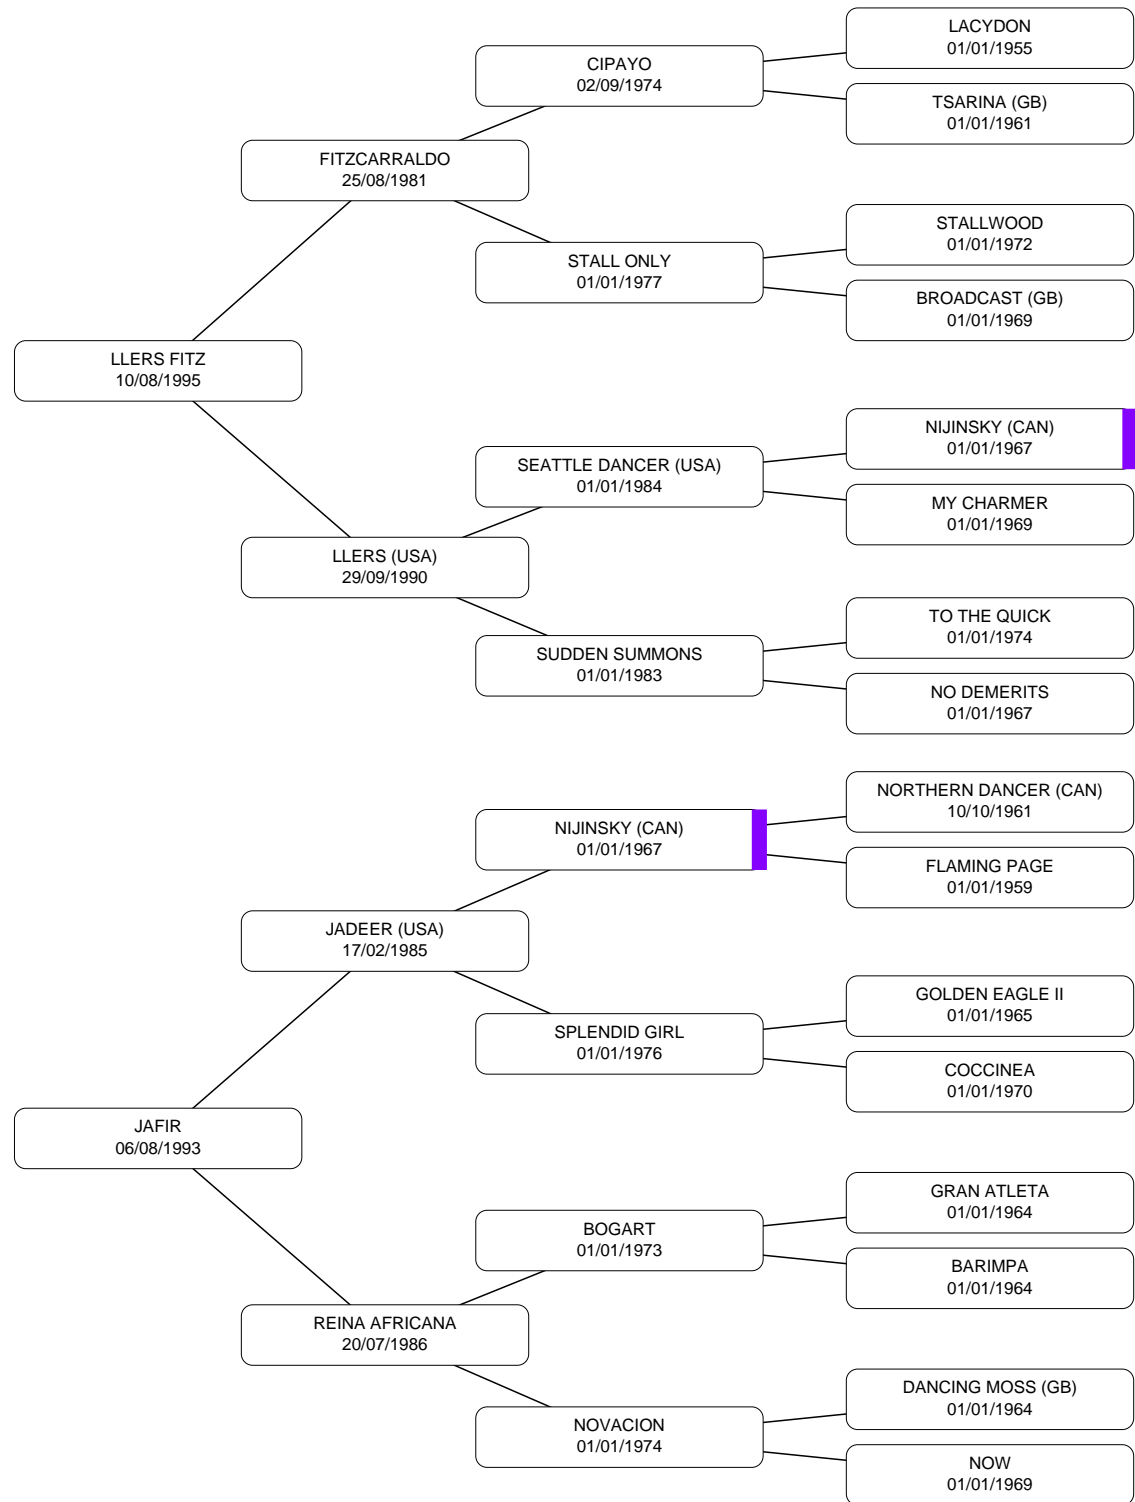 LACYDON
01/01/1955
CIPAYO
02/09/1974
TSARINA (GB)
01/01/1961
FITZCARRALDO
25/08/1981
STALLWOOD
01/01/1972
STALL ONLY
01/01/1977
BROADCAST (GB)
01/01/1969
LLERS FITZ
10/08/1995
NIJINSKY (CAN)
01/01/1967
SEATTLE DANCER (USA)
01/01/1984
MY CHARMER
01/01/1969
LLERS (USA)
29/09/1990
TO THE QUICK
01/01/1974
SUDDEN SUMMONS
01/01/1983
NO DEMERITS
01/01/1967
NORTHERN DANCER (CAN)
10/10/1961
NIJINSKY (CAN)
01/01/1967
FLAMING PAGE
01/01/1959
JADEER (USA)
17/02/1985
GOLDEN EAGLE II
01/01/1965
SPLENDID GIRL
01/01/1976
COCCINEA
01/01/1970
JAFIR
06/08/1993
GRAN ATLETA
01/01/1964
BOGART
01/01/1973
BARIMPA
01/01/1964
REINA AFRICANA
20/07/1986
DANCING MOSS (GB)
01/01/1964
NOVACION
01/01/1974
NOW
01/01/1969